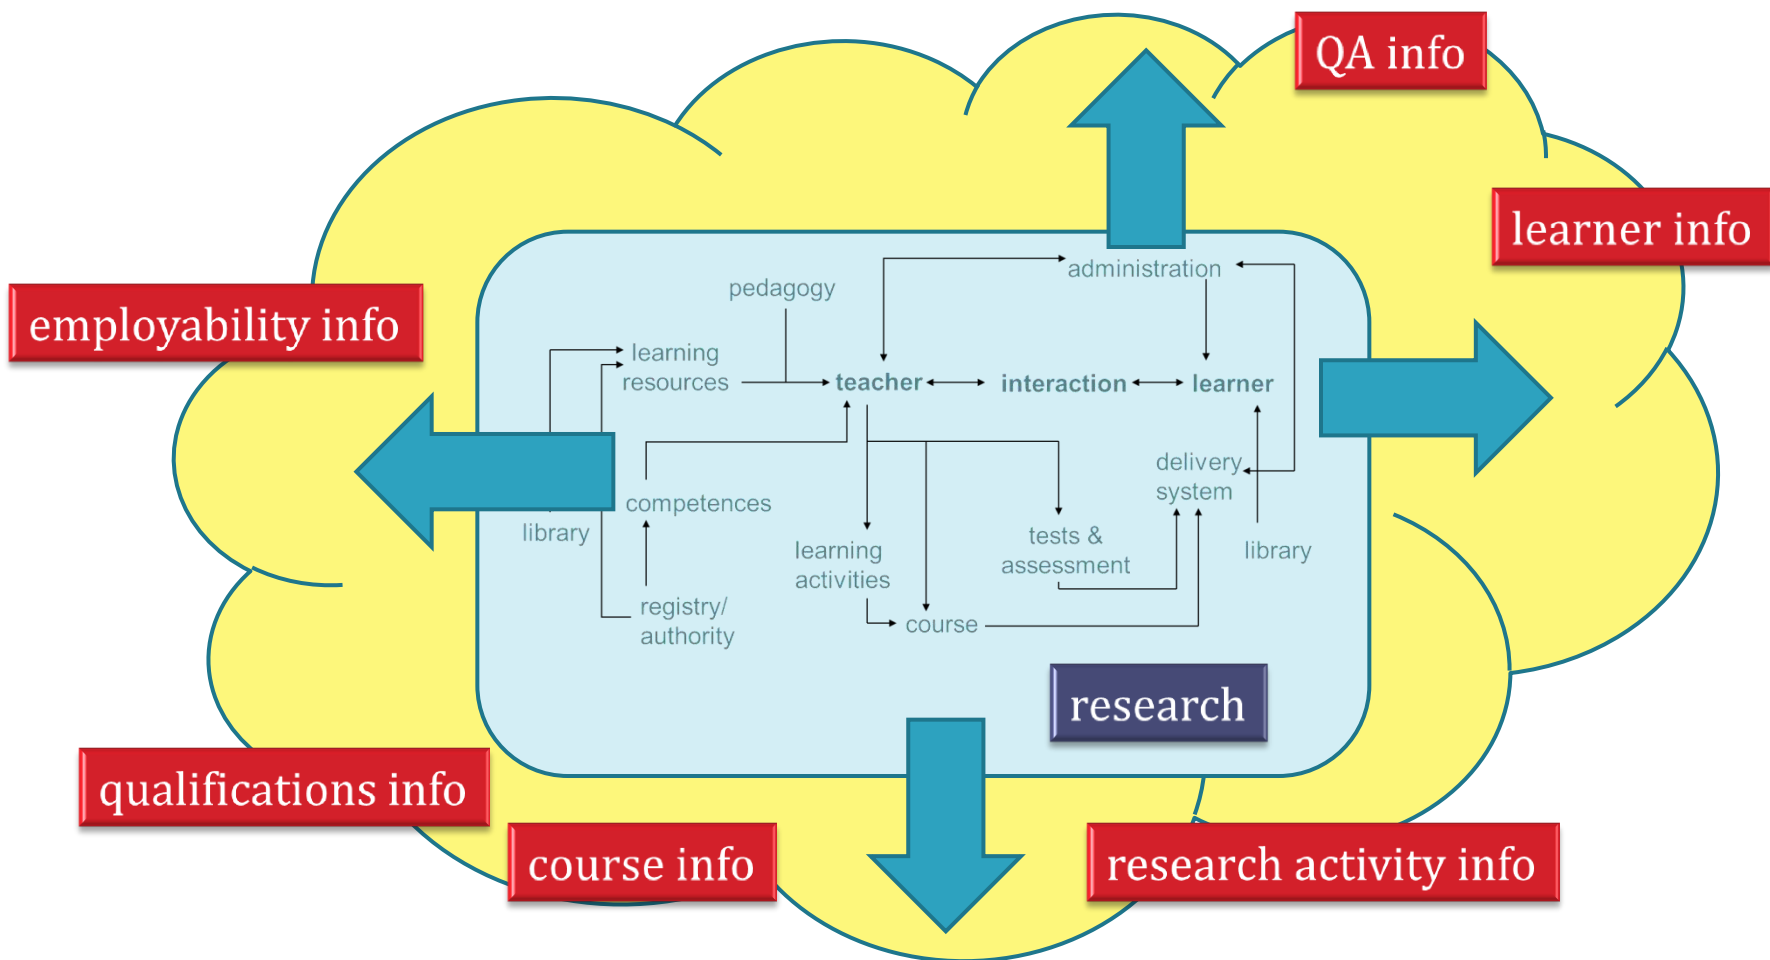 QA info
learner info
employability info
administration
pedagogy
learning
resources
teacher
interaction
learner
delivery
system
competences
library
learning
activities
tests &
assessment
library
registry/
authority
course
research
qualifications info
course info
research activity info